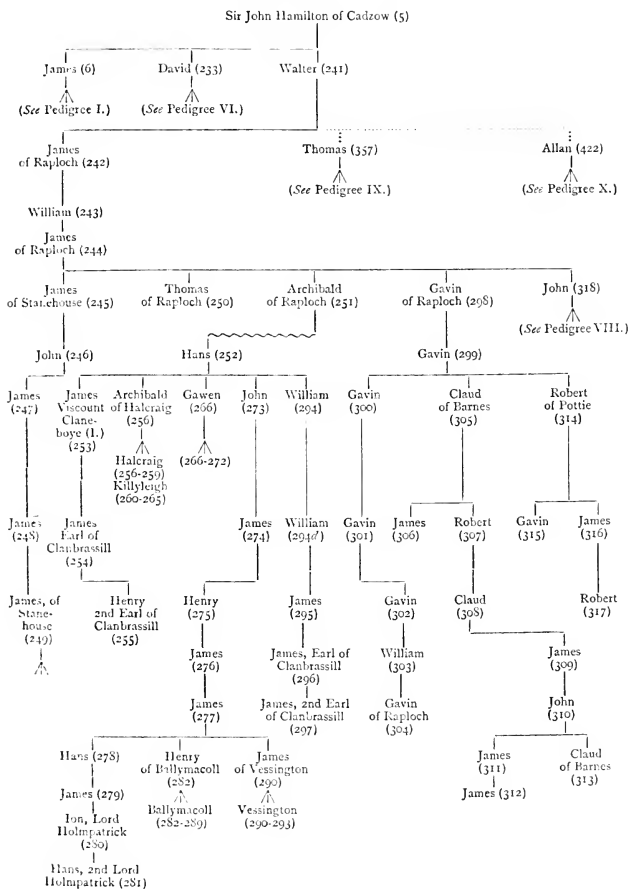 Sir John Hamilton of Cadzow (5)
James (6) David (233) Walter (241)
(See Pedigree I.) (See Pedigree VI.)
James Thomas (357) Allan (422)
of Raploch (242)
(See Pedigree IX.) (See Pedigree X.)
William (243)
James
of Raploch (244)
James Thomas Archibald Gavin John (318)
of Stanehouse (245) of Raploch (250) of Raploch (251) of Raploch (298)
(See Pedigree VIII.)
John (246) Hans (252) Gavin (299)
James James Archibald Gawen John William Gavin Claud Robert
(247) Viscount of Halcraig (266) (273) (294) (300) of Barnes of Pottie
Clane- (256) (305) (314)
boye (I.)
(253) Halcraig (266-272)
(256-259)
Killyleigh
(260-265)
James James James William Gavin James Robert Gavin James
(248) Earl of (274) (294a) (301) (306) (307) (315) (316)
Clanbrassill
(254)
James, of Henry Henry James Gavin Claud Robert
Stane- 2nd Earl of (275) (295) (302) (308) (317)
house Clanbrassill
(249) (255)
James James, Earl of William James
(276) Clanbrassill (303) (309)
(296)
James James, 2nd Earl Gavin John
(277) of Clanbrassill of Raploch (310)
(297) (304)
Hans (278) Henry James James Claud
of Ballymacoll of Vessington (311) of Barnes
(282) (290) (313)
James (279) James (312)
Ion, Lord Ballymacoll Vessington
Holmpatrick (282-289) (290-293)
(280)
Hans, 2nd Lord
Holmpatrick (281)